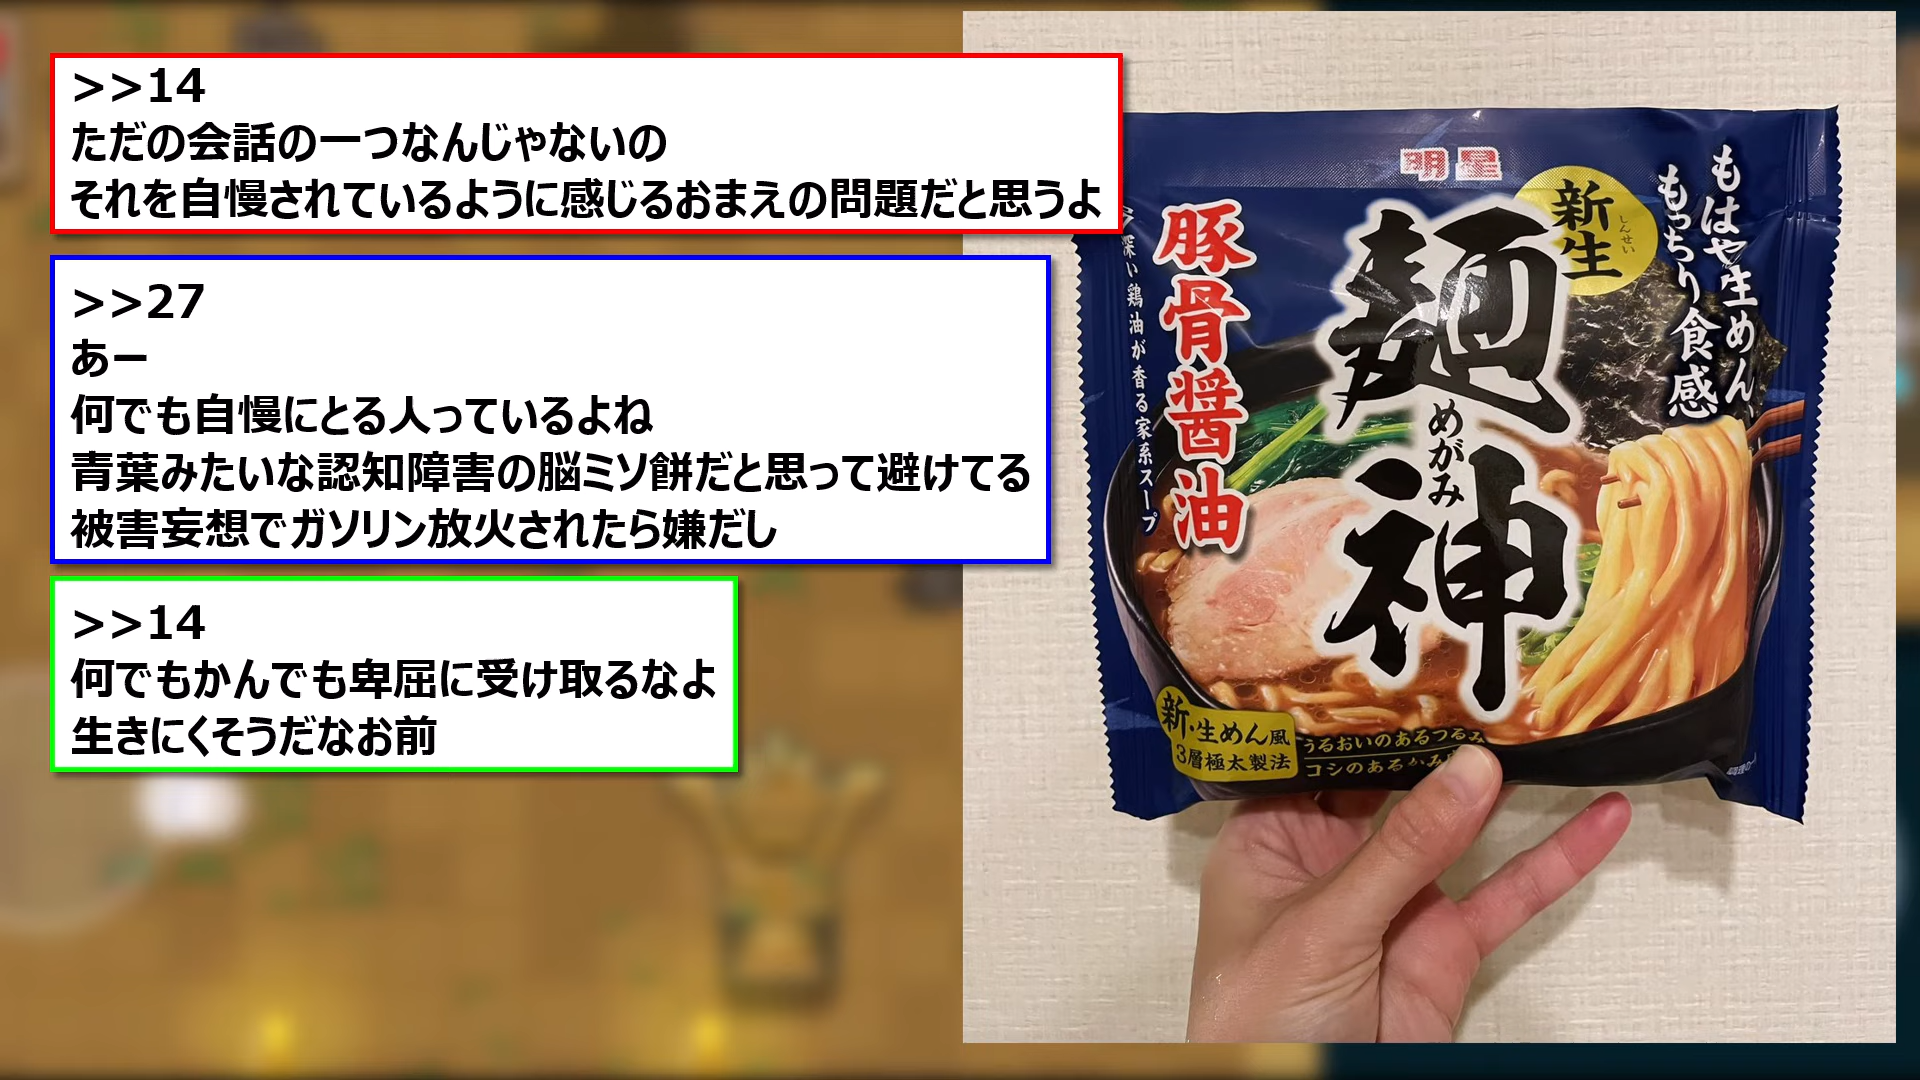 >>14
ただの会話の一つなんじゃないの
それを自慢されているように感じるおまえの問題だと思うよ
>>27
あー
何でも自慢にとる人っているよね
青葉みたいな認知障害の脳ミソ餅だと思って避けてる
被害妄想でガソリン放火されたら嫌だし
>>14
何でもかんでも卑屈に受け取るなよ
生きにくそうだなお前
明星
もはや生めん、
もっちり食感
新生
しんせい
麺神
めがみ
豚骨醤油
深い鶏油が香る家系スープ
新・生めん風
3層極太製法
うるおいのあるつるみ
コシのあるかみ